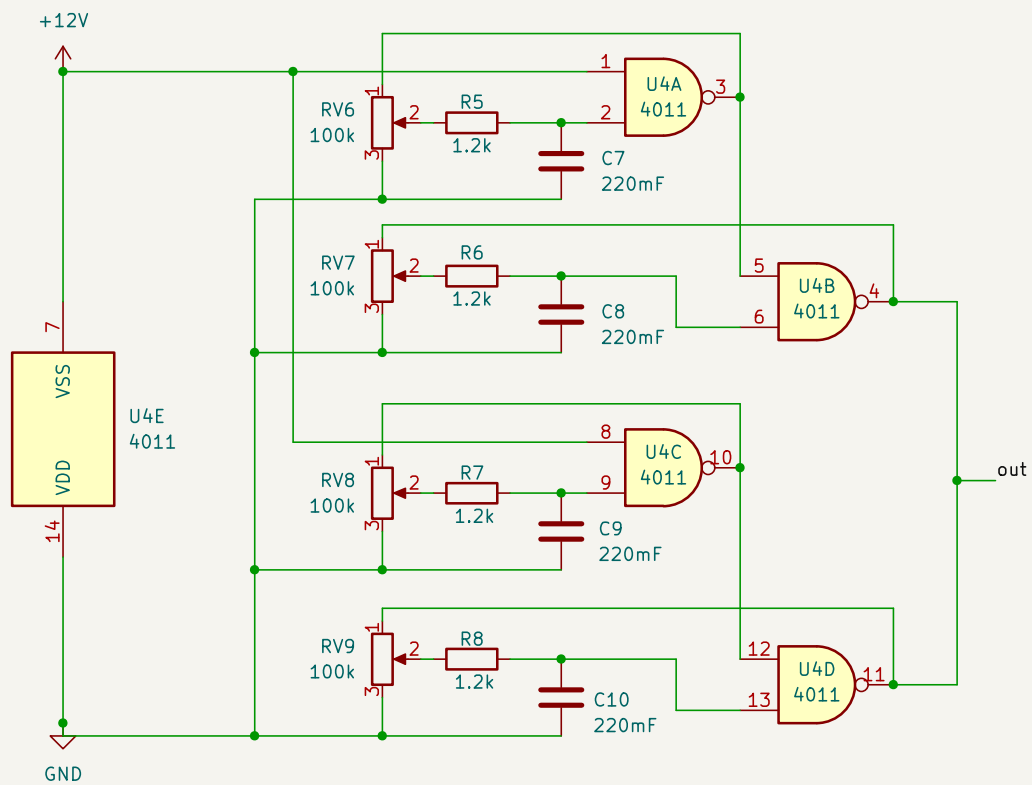 +12V
1
U4A
3
4011
1
RV6
2
R5
2
100k
1.2k
3
C7
220mF
1
RV7
2
R6
5
U4B
4
100k
1.2k
4011
3
C8
6
220mF
7
VSS
U4E
4011
VDD
14
8
U4C
10
4011
1
RV8
2
R7
9
out
100k
1.2k
3
C9
220mF
1
RV9
2
R8
12
U4D
11
100k
1.2k
4011
3
C10
13
220mF
GND